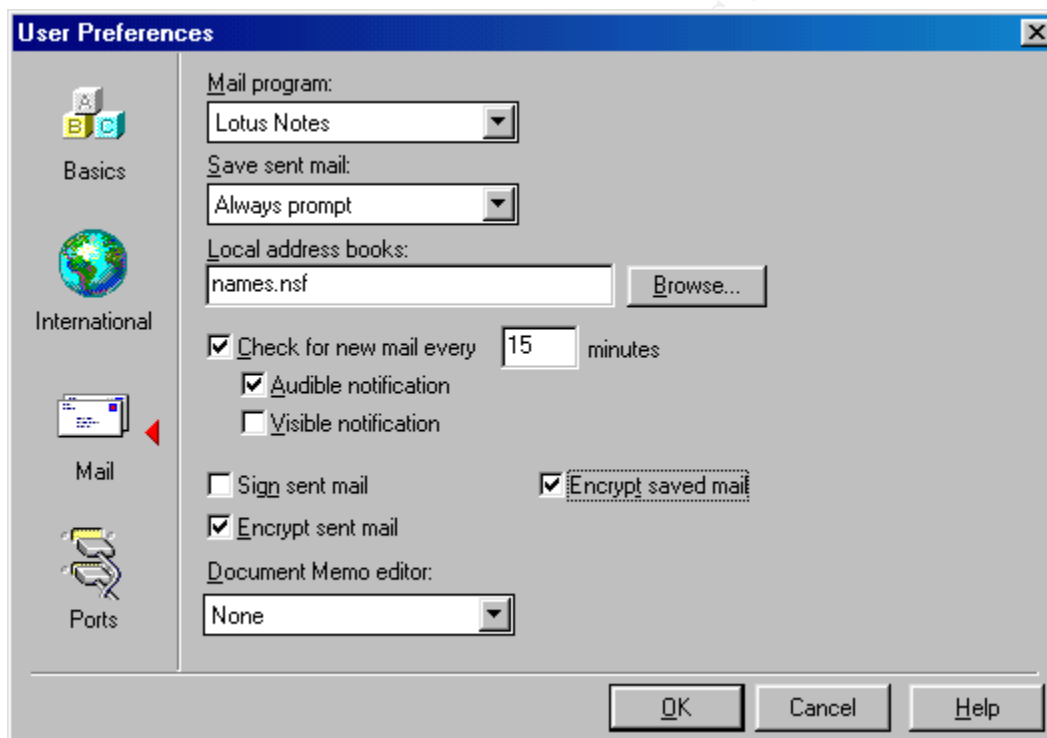 User Preferences
A
B C
Basics
International
Mail
Ports
Mail program:
Lotus Notes
Save sent mail:
Always prompt
Local address books:
names.nsf
Browse...
Check for new mail every 15 minutes
Audible notification
Visible notification
Sign sent mail
Encrypt saved mail
Encrypt sent mail
Document Memo editor:
None
OK
Cancel
Help